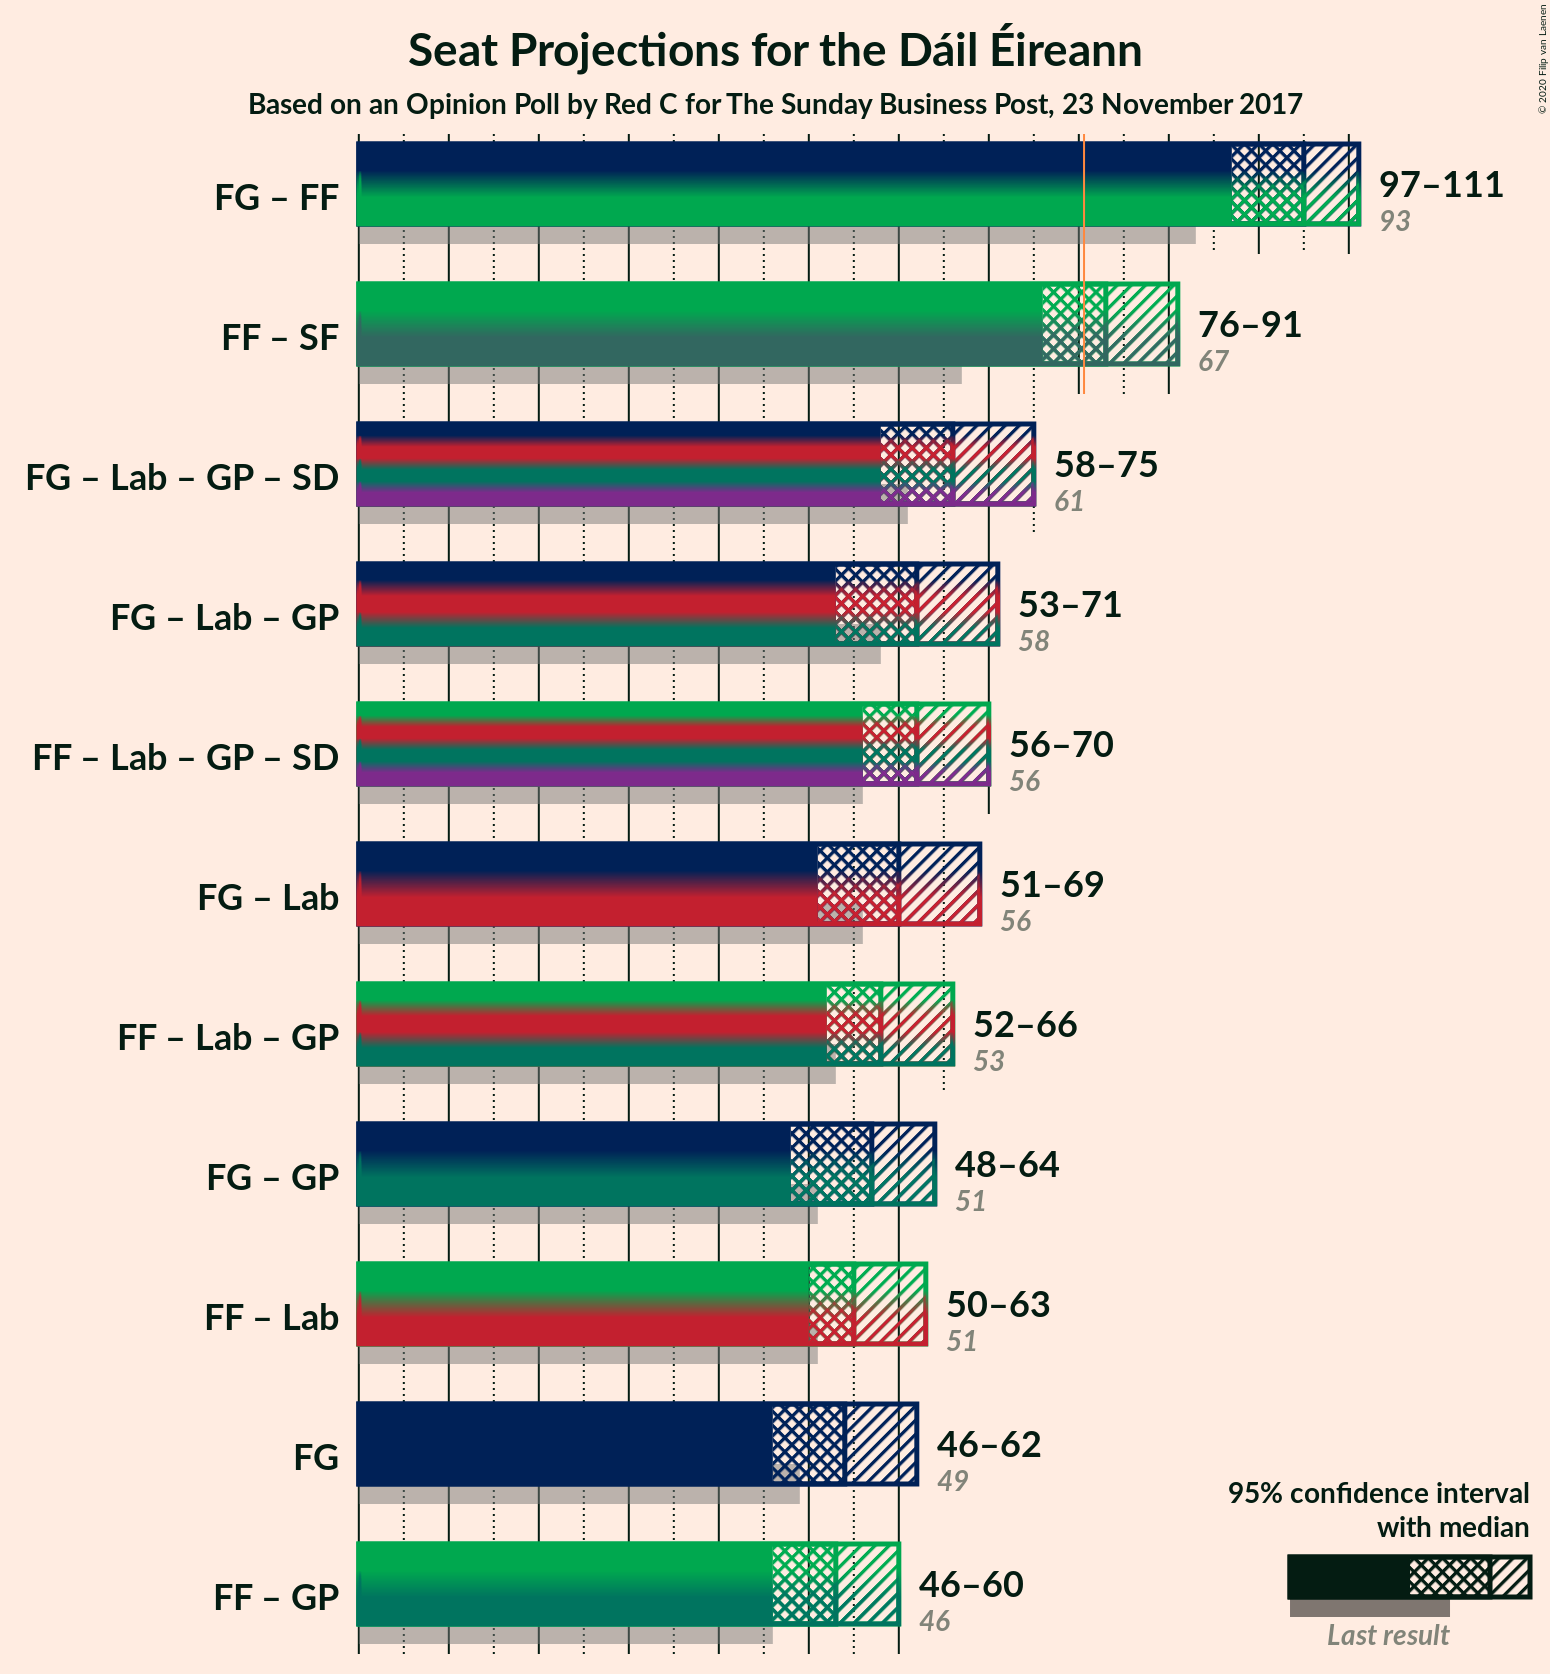 Seat Projections for the Dáil Éireann
Based on an Opinion Poll by Red C for The Sunday Business Post, 23 November 2017
© 2020 Filip van Laenen
FG – FF
97–111
93
FF – SF
76–91
67
FG – Lab – GP – SD
58–75
61
FG – Lab – GP
53–71
58
FF – Lab – GP – SD
56–70
56
FG – Lab
51–69
56
FF – Lab – GP
52–66
53
FG – GP
48–64
51
FF – Lab
50–63
51
FG
46–62
49
FF – GP
46–60
46
95% confidence interval
with median
Last result